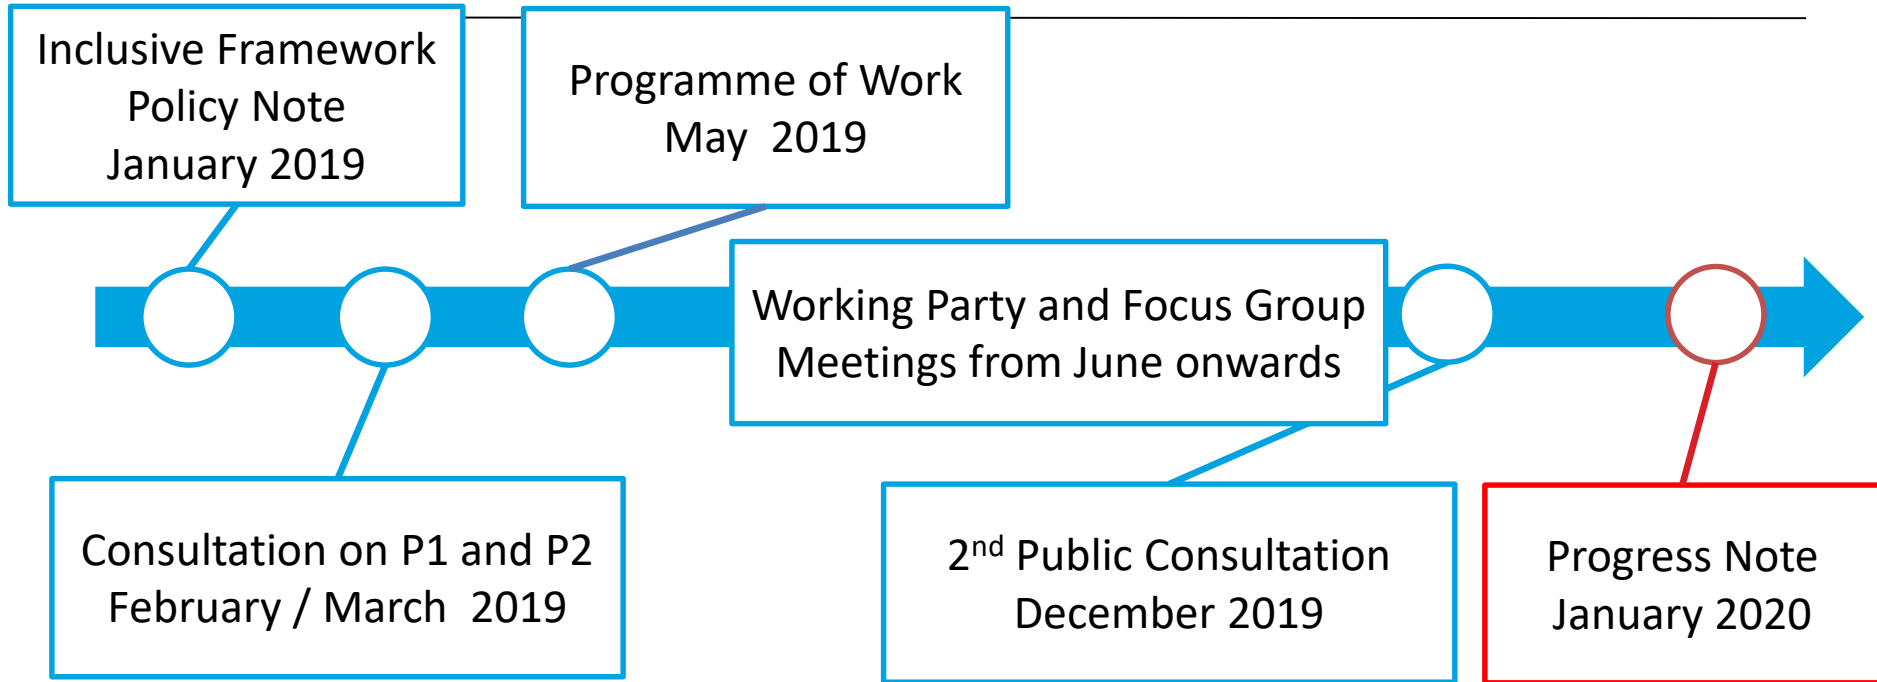 Inclusive Framework
Policy Note
January 2019
Programme of Work
May  2019
Working Party and Focus Group
Meetings from June onwards
Consultation on P1 and P2
February / March  2019
2nd Public Consultation
December 2019
Progress Note
January 2020